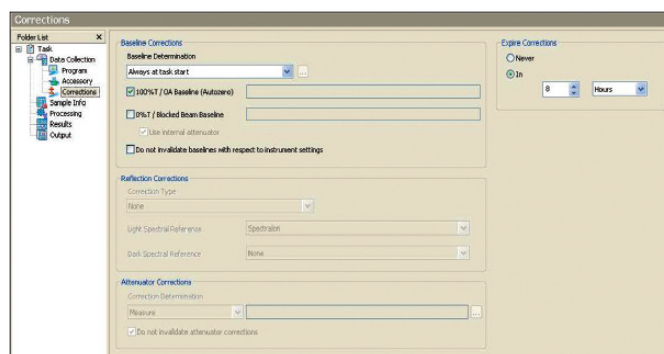 Corrections
Folder List X
Task
Data Collection
Program
Accessory
Corrections
Sample Info
Processing
Results
Output
Baseline Corrections
Baseline Determination
Always at task start
...
100%T / 0A Baseline (Autozero)
0%T / Blocked Beam Baseline
Use internal attenuator
Do not invalidate baselines with respect to instrument settings
Reflection Corrections
Correction Type
None
Light Spectral Reference Spectralon
Dark Spectral Reference None
Attenuator Corrections
Correction Determination
Measure
...
Do not invalidate attenuator corrections
Expire Corrections
Never
In
8 Hours